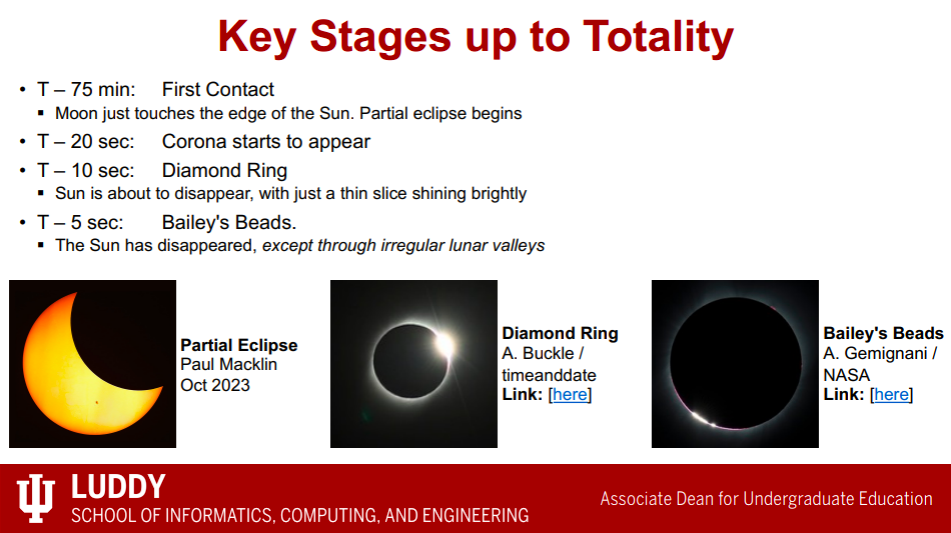 Key Stages up to Totality
• T – 75 min: First Contact
▪ Moon just touches the edge of the Sun. Partial eclipse begins
• T – 20 sec: Corona starts to appear
• T – 10 sec: Diamond Ring
▪ Sun is about to disappear, with just a thin slice shining brightly
• T – 5 sec: Bailey's Beads.
▪ The Sun has disappeared, except through irregular lunar valleys
Partial Eclipse
Paul Macklin
Oct 2023
Diamond Ring
A. Buckle /
timeanddate
Link: [here]
Bailey's Beads
A. Gemignani /
NASA
Link: [here]
LUDDY
SCHOOL OF INFORMATICS, COMPUTING, AND ENGINEERING
Associate Dean for Undergraduate Education